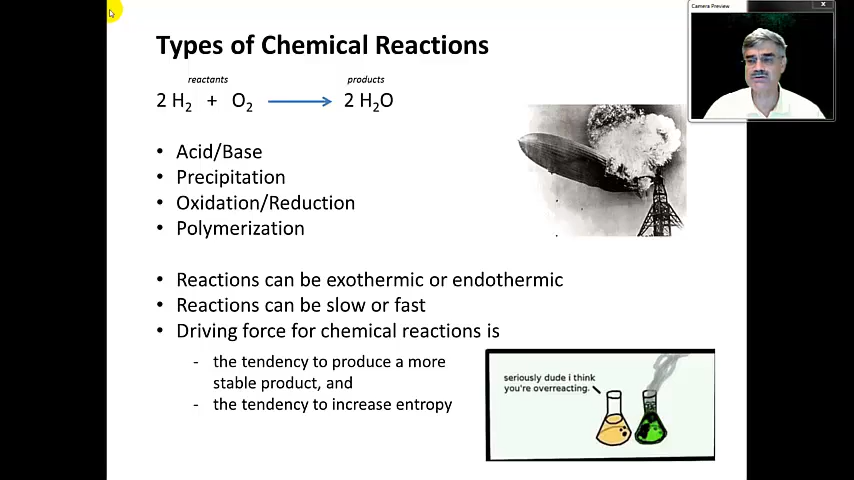 Camera Preview
x
Types of Chemical Reactions
reactants products
2 H₂ + O₂ 2 H₂O
• Acid/Base
• Precipitation
• Oxidation/Reduction
• Polymerization
• Reactions can be exothermic or endothermic
• Reactions can be slow or fast
• Driving force for chemical reactions is
- the tendency to produce a more
stable product, and
- the tendency to increase entropy
seriously dude i think
you're overreacting.